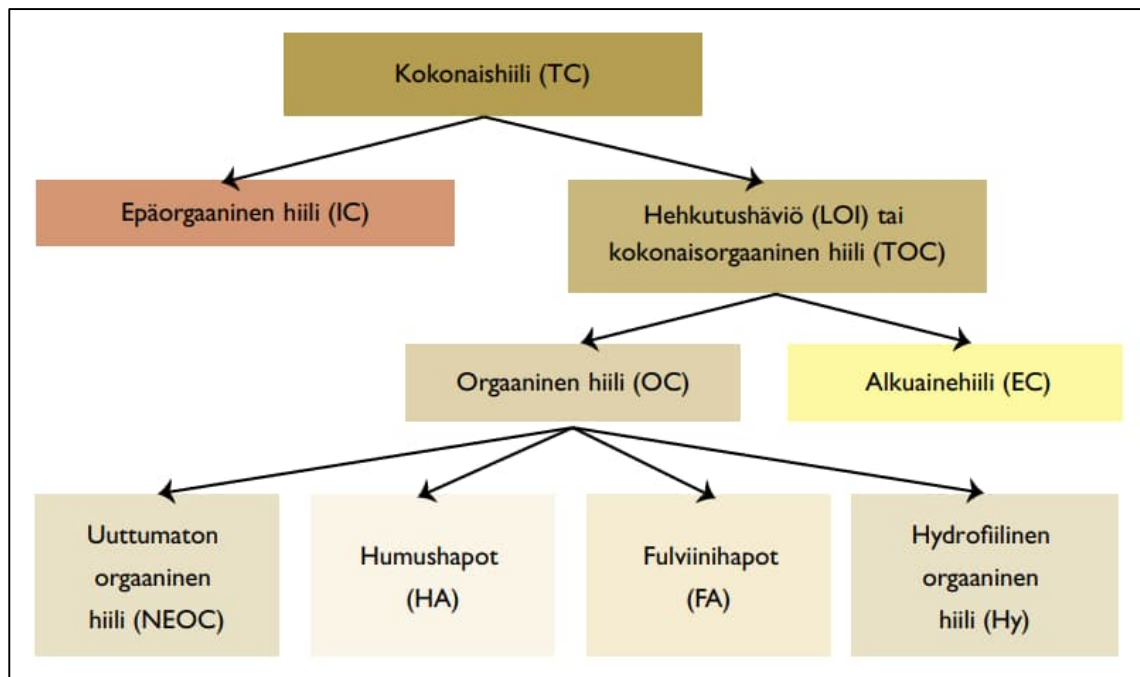 Kokonaishiili (TC)
Epäorgaaninen hiili (IC)
Hehkutushäviö (LOI) tai
kokonaisorgaaninen hiili (TOC)
Orgaaninen hiili (OC)
Alkuainehiili (EC)
Uuttumaton
orgaaninen
hiili (NEOC)
Humushapot
(HA)
Fulviinihapot
(FA)
Hydrofiilinen
orgaaninen
hiili (Hy)